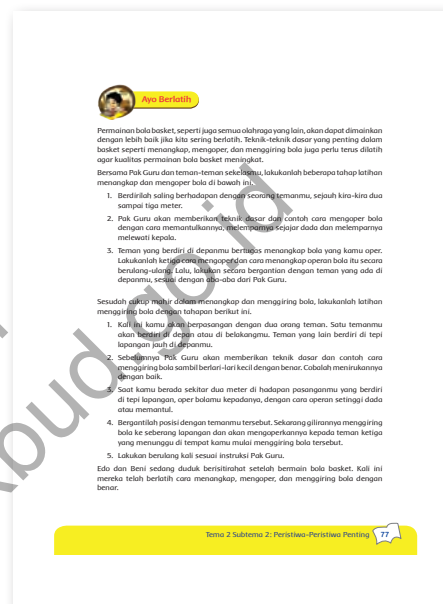 Ayo Berlatih
Permainan bola basket, seperti juga semua olahraga yang lain, akan dapat dimainkan
dengan lebih baik jika kita sering berlatih. Teknik-teknik dasar yang penting dalam
basket seperti menangkap, mengoper, dan menggiring bola juga perlu terus dilatih
agar kualitas permainan bola basket meningkat.
Bersama Pak Guru dan teman-teman sekelasmu, lakukanlah beberapa tahap latihan
menangkap dan mengoper bola di bawah ini.
1. Berdirilah saling berhadapan dengan seorang temanmu, sejauh kira-kira dua
sampai tiga meter.
2. Pak Guru akan memberikan teknik dasar dan contoh cara mengoper bola
dengan cara memantulkannya, melemparnya sejajar dada dan melemparnya
melewati kepala.
3. Teman yang berdiri di depanmu bertugas menangkap bola yang kamu oper.
Lakukanlah ketiga cara mengoper dan cara menangkap operan bola itu secara
berulang-ulang. Lalu, lakukan secara bergantian dengan teman yang ada di
depanmu, sesuai dengan aba-aba dari Pak Guru.
Sesudah cukup mahir dalam menangkap dan menggiring bola, lakukanlah latihan
menggiring bola dengan tahapan berikut ini.
1. Kali ini kamu akan berpasangan dengan dua orang teman. Satu temanmu
akan berdiri di depan atau di belakangmu. Teman yang lain berdiri di tepi
lapangan jauh di depanmu.
2. Sebelumnya Pak Guru akan memberikan teknik dasar dan contoh cara
menggiring bola sambil berlari-lari kecil dengan benar. Cobalah menirukannya
dengan baik.
3. Saat kamu berada sekitar dua meter di hadapan pasanganmu yang berdiri
di tepi lapangan, oper bolamu kepadanya, dengan cara operan setinggi dada
atau memantul.
4. Bergantilah posisi dengan temanmu tersebut. Sekarang gilirannya menggiring
bola ke seberang lapangan dan akan mengoperkannya kepada teman ketiga
yang menunggu di tempat kamu mulai menggiring bola tersebut.
5. Lakukan berulang kali sesuai instruksi Pak Guru.
Edo dan Beni sedang duduk berisitirahat setelah bermain bola basket. Kali ini
mereka telah berlatih cara menangkap, mengoper, dan menggiring bola dengan
benar.
Tema 2 Subtema 2: Peristiwa-Peristiwa Penting 77
kbud.go.id